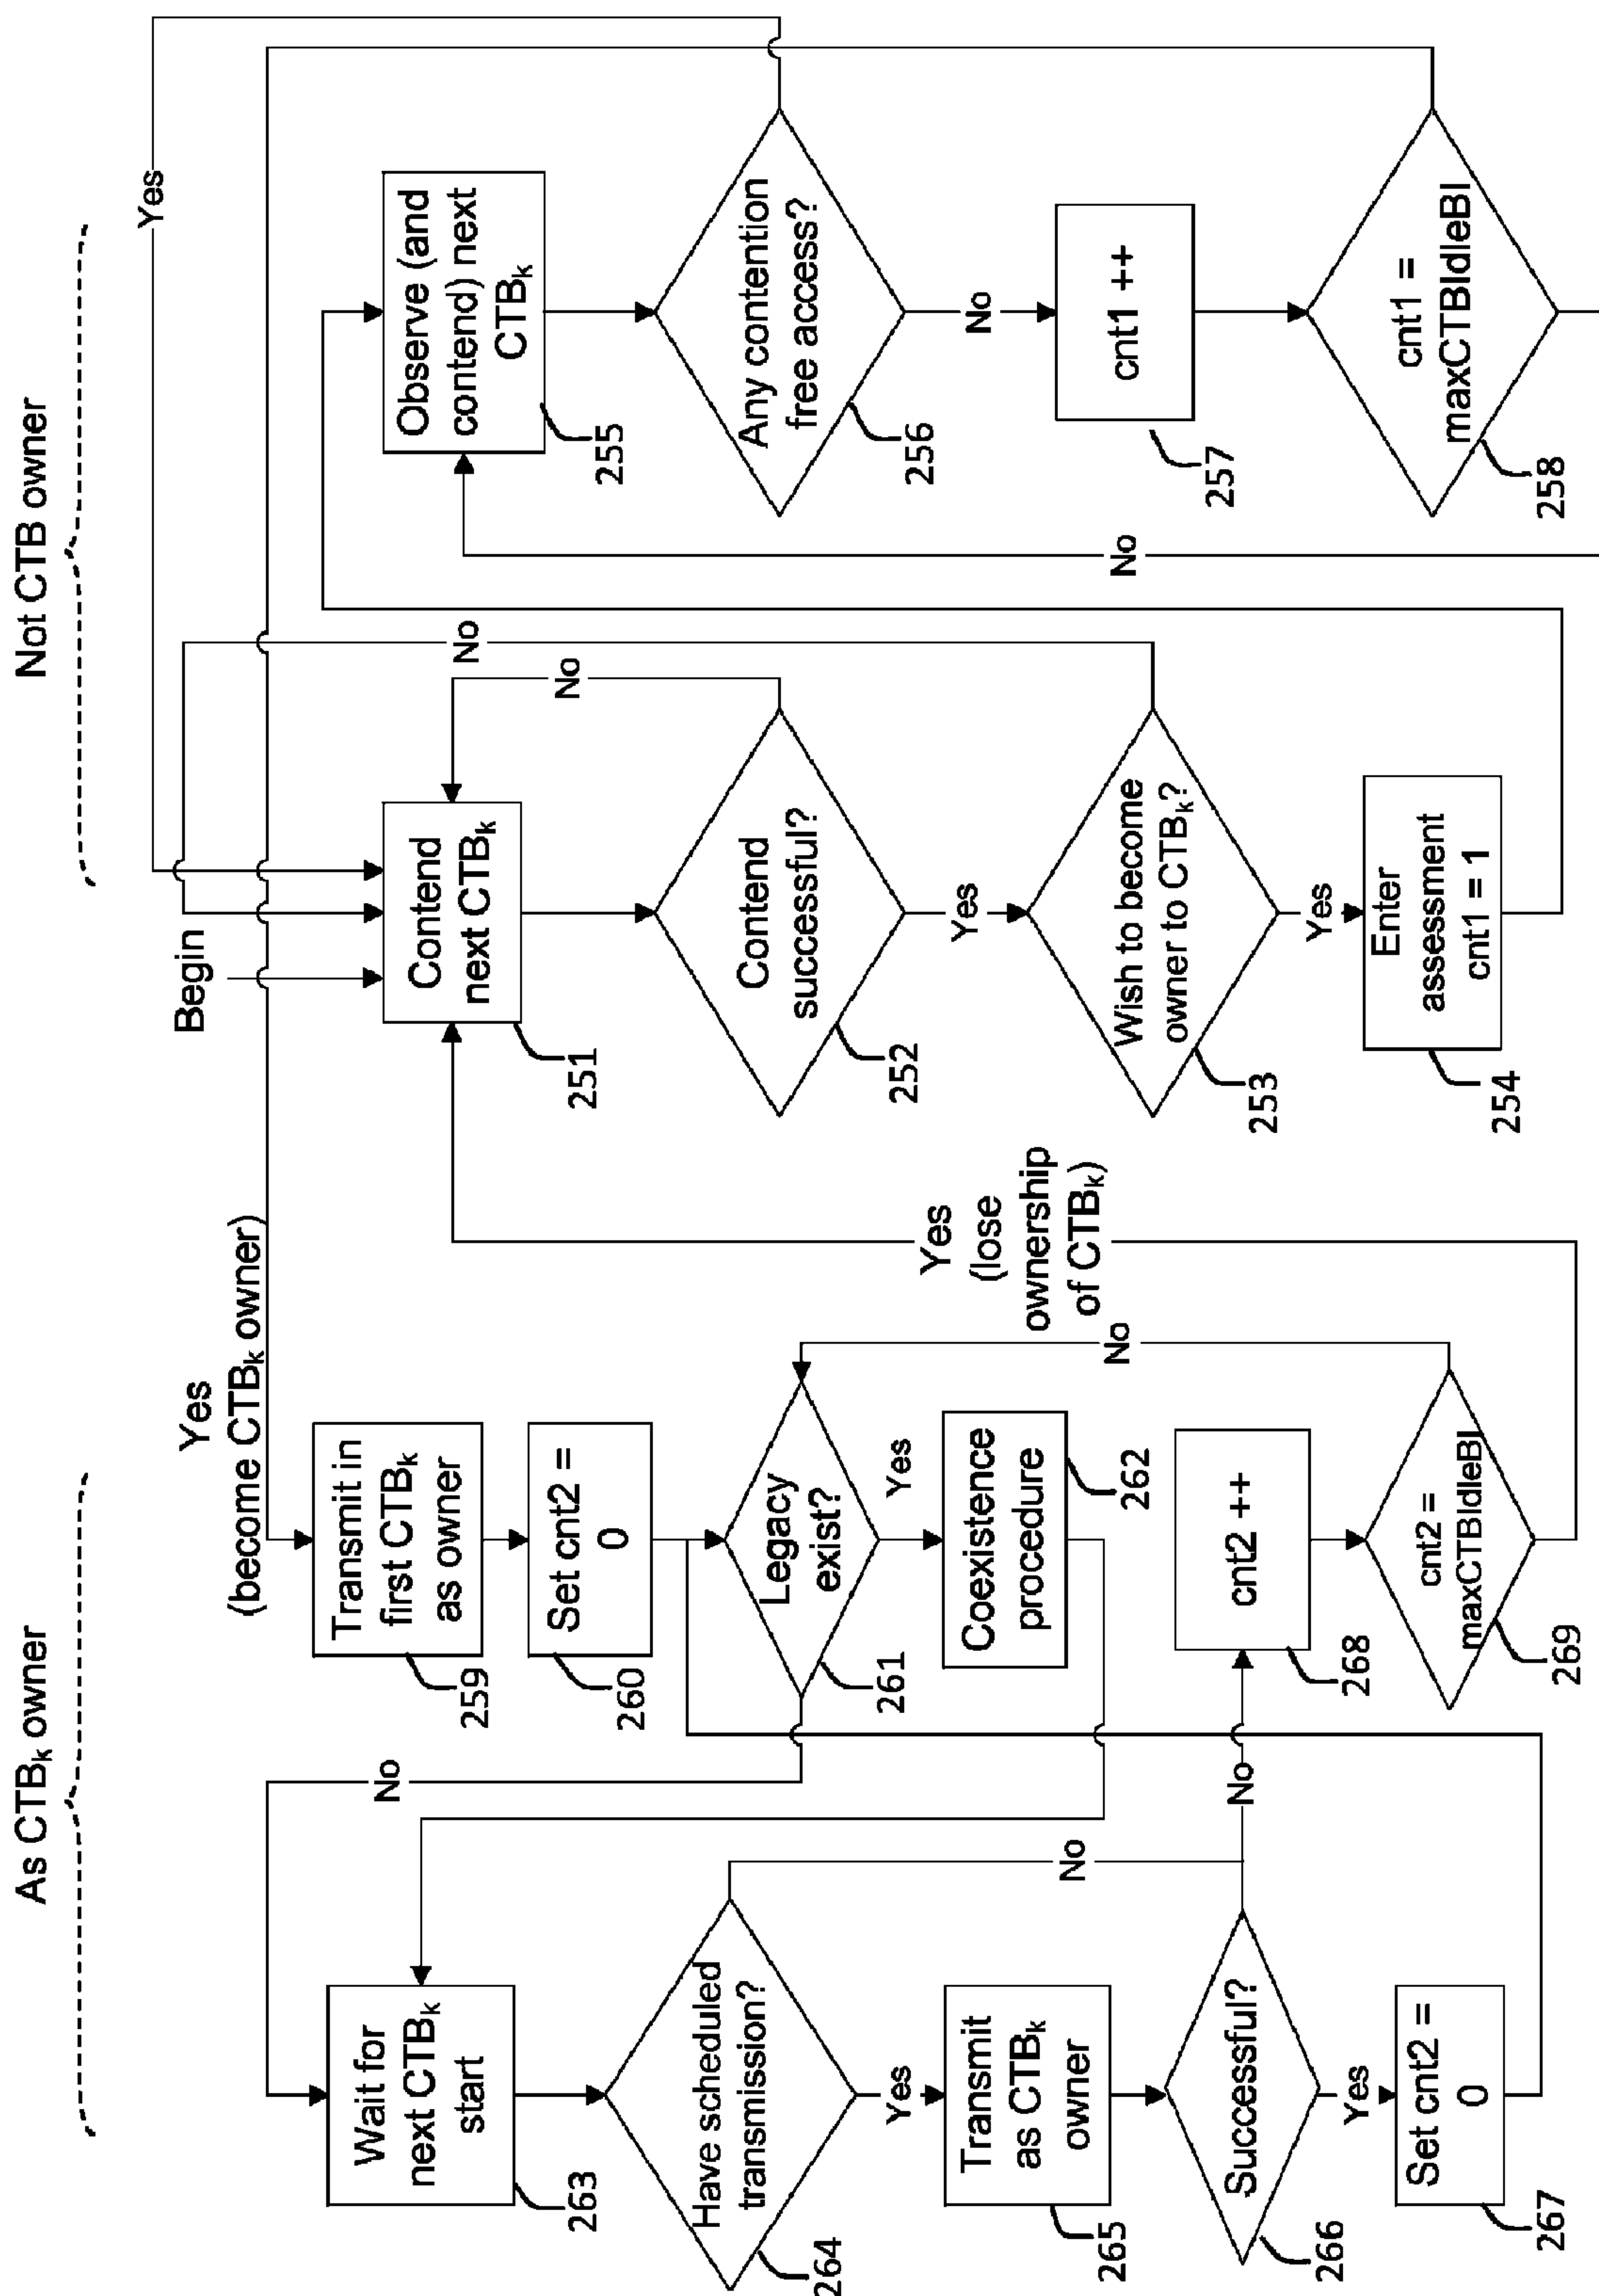 As CTBk owner
Not CTB owner
Yes
(become CTBk owner)
Begin
Yes
Wait for
next CTBk
start
263
Have scheduled
transmission?
264
No
Yes
Transmit
as CTBk
owner
265
Successful?
266
No
Yes
Set cnt2 =
0
267
Transmit in
first CTBk
as owner
259
Set cnt2 =
0
260
Legacy
exist?
261
No
Yes
Coexistence
procedure
262
cnt2 ++
268
cnt2 =
maxCTBIdleBI
269
No
Yes
(lose
ownership
of CTBk)
Contend
next CTBk
251
Contend
successful?
252
No
Yes
Wish to become
owner to CTBk?
253
No
Yes
Enter
assessment
cnt1 = 1
254
Observe (and
contend) next
CTBk
255
Any contention
free access?
256
No
cnt1 ++
257
cnt1 =
maxCTBIdleBI
258
No